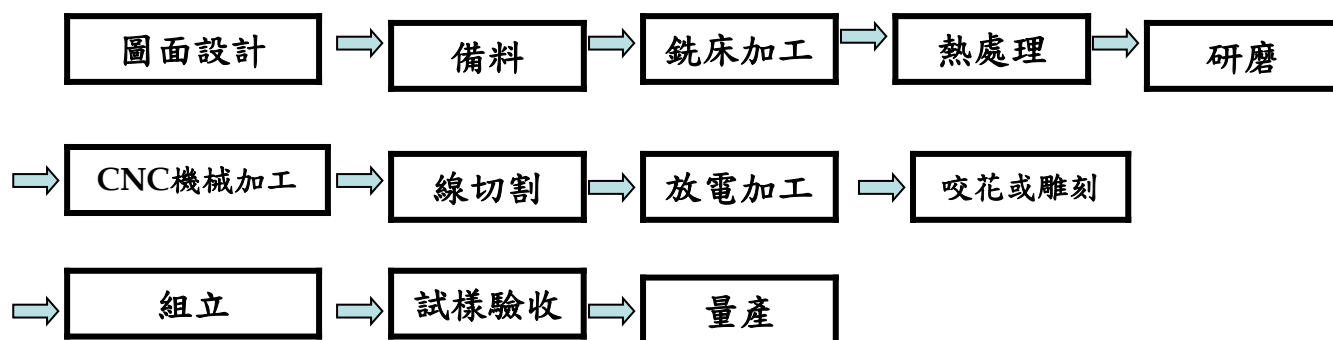 圖面設計
備料
銑床加工
熱處理
研磨
CNC機械加工
線切割
放電加工
咬花或雕刻
組立
試樣驗收
量產